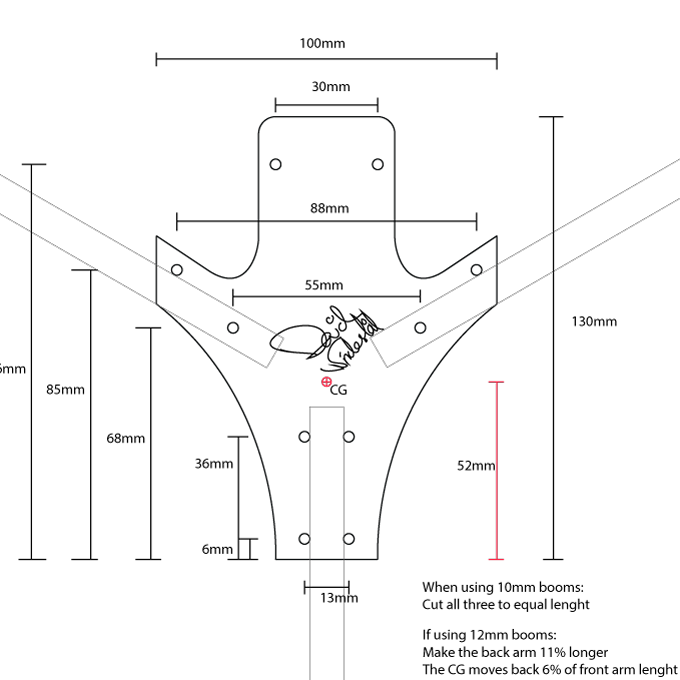 100mm
30mm
88mm
55mm
130mm
6mm
85mm
CG
68mm
36mm
52mm
6mm
13mm
When using 10mm booms:
Cut all three to equal lenght
If using 12mm booms:
Make the back arm 11% longer
The CG moves back 6% of front arm lenght